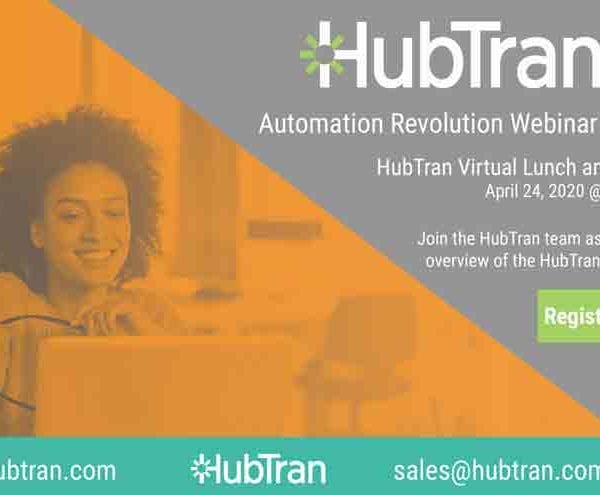 HubTran
Automation Revolution Webinar
HubTran Virtual Lunch an
April 24, 2020 @
Join the HubTran team as
overview of the HubTran
Regist
ubtran.com
HubTran
sales@hubtran.com